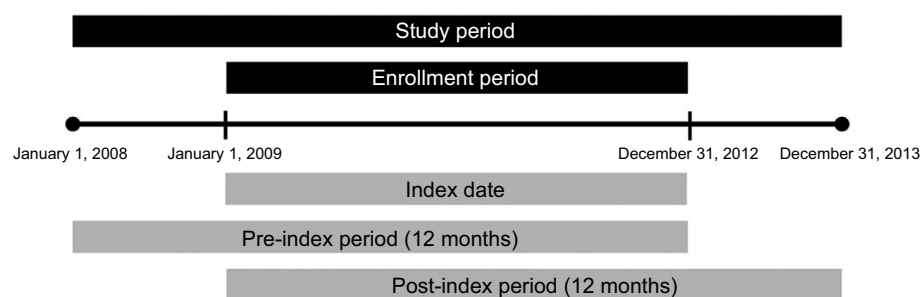 Study period
Enrollment period
January 1, 2008 January 1, 2009 December 31, 2012 December 31, 2013
Index date
Pre-index period (12 months)
Post-index period (12 months)